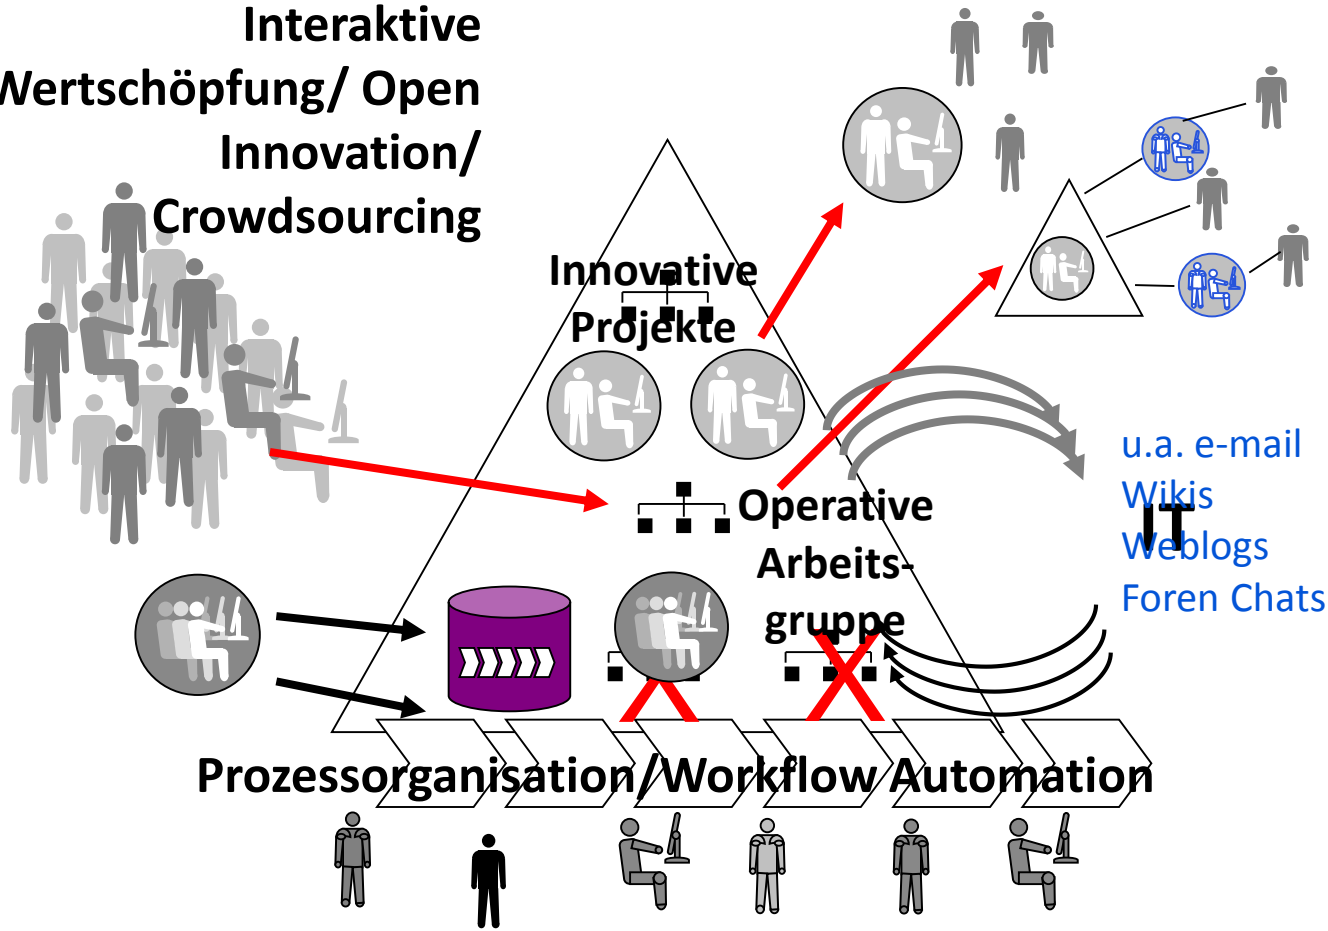 Interaktive
Wertschöpfung/ Open
Innovation/
Crowdsourcing
Innovative
Projekte
u.a. e-mail
Wikis
IT
Weblogs
Foren Chats
Operative
Arbeits-
gruppe
Prozessorganisation/Workflow Automation